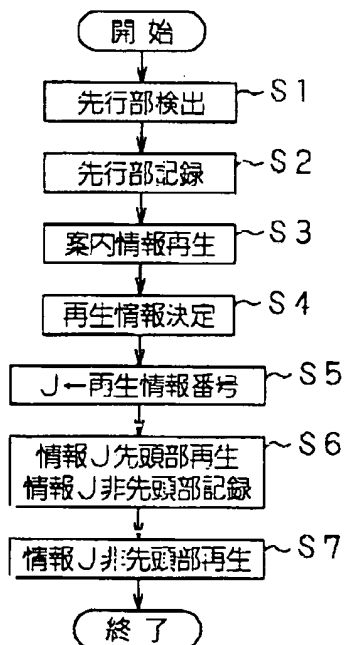 開始
先行部検出 S1
先行部記録 S2
案内情報再生 S3
再生情報決定 S4
J←再生情報番号 S5
情報J先頭部再生 S6
情報J非先頭部記録
情報J非先頭部再生 S7
終了